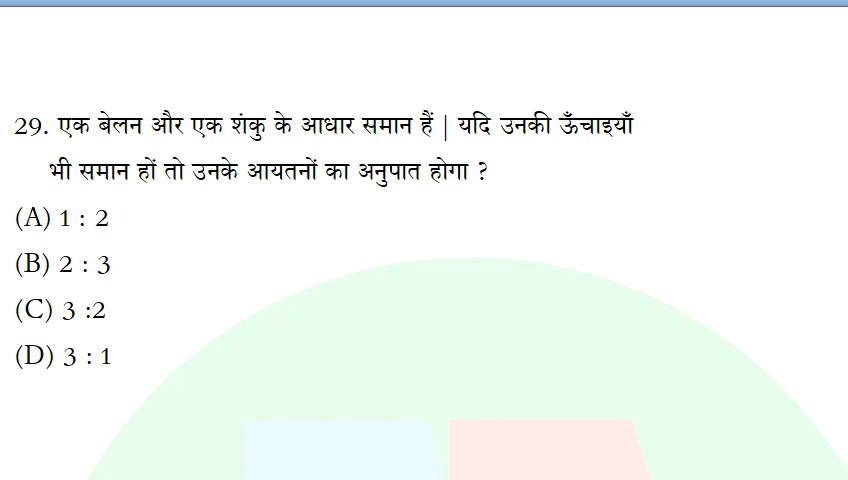 29. एक बेलन और एक शंकु के आधार समान हैं | यदि उनकी ऊँचाइयाँ
भी समान हों तो उनके आयतनों का अनुपात होगा ?
(A) 1 : 2
(B) 2 : 3
(C) 3 :2
(D) 3 : 1